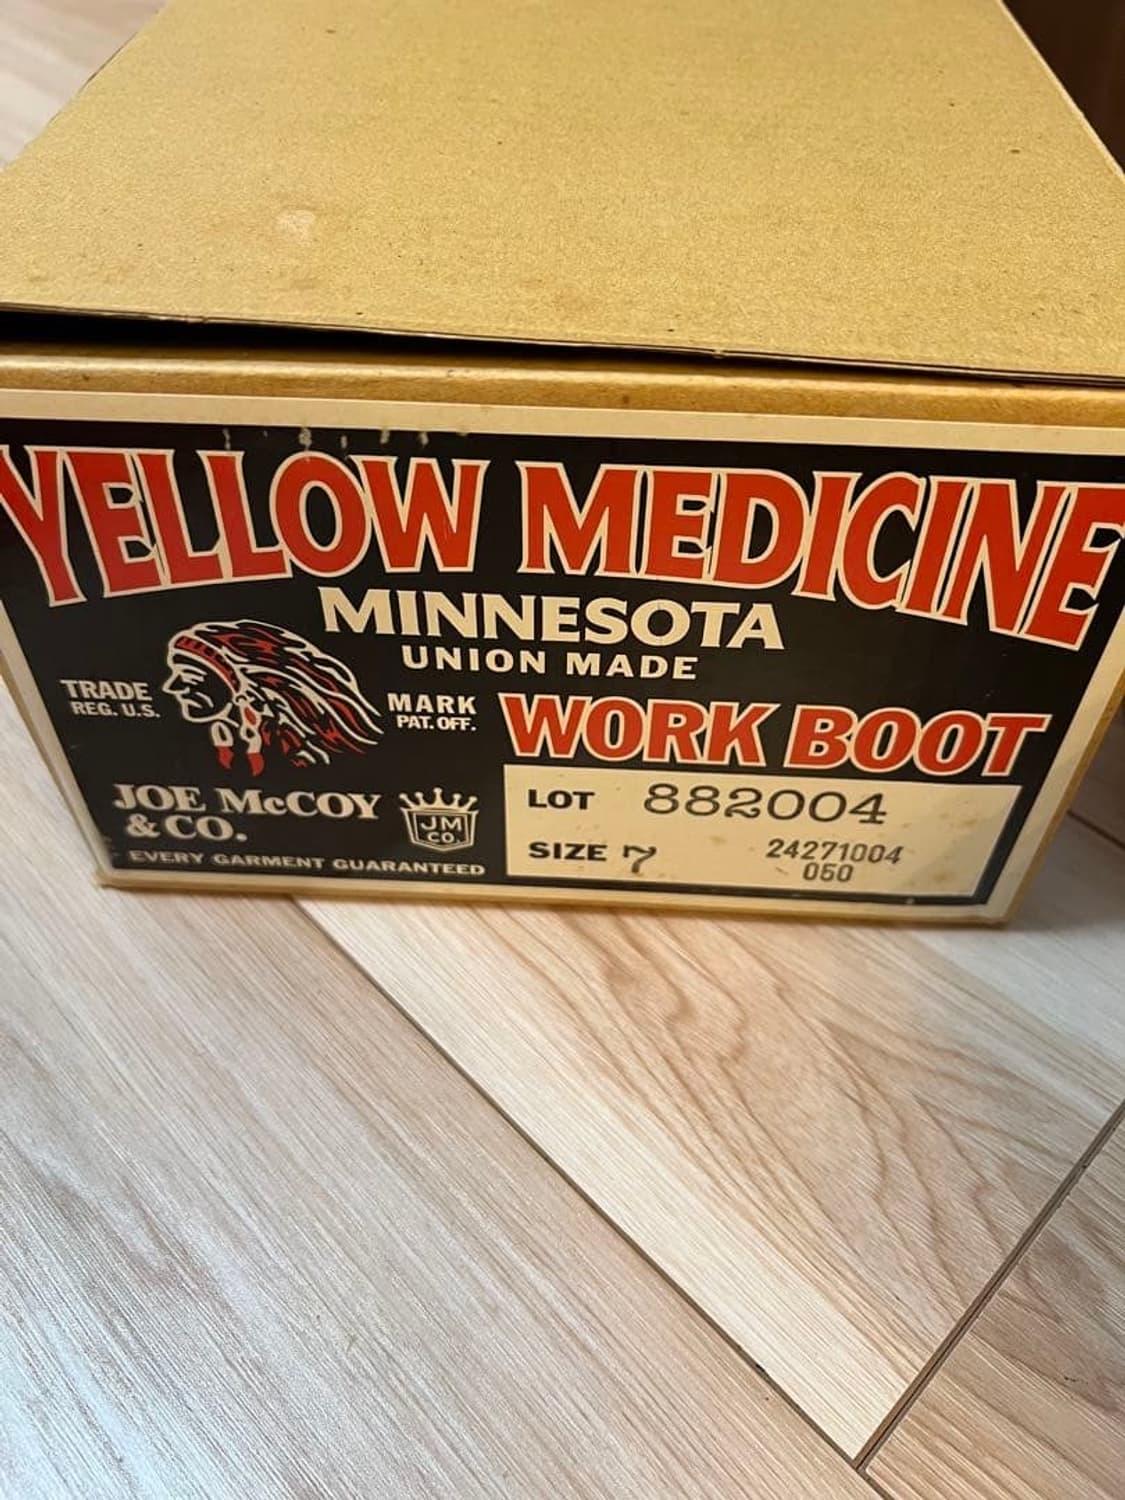 YELLOW MEDICINE
MINNESOTA
UNION MADE
TRADE
REG. U.S.
MARK
PAT. OFF.
WORK BOOT
JOE McCOY
& CO.
JM
CO.
EVERY GARMENT GUARANTEED
LOT 882004
SIZE 7
24271004
050